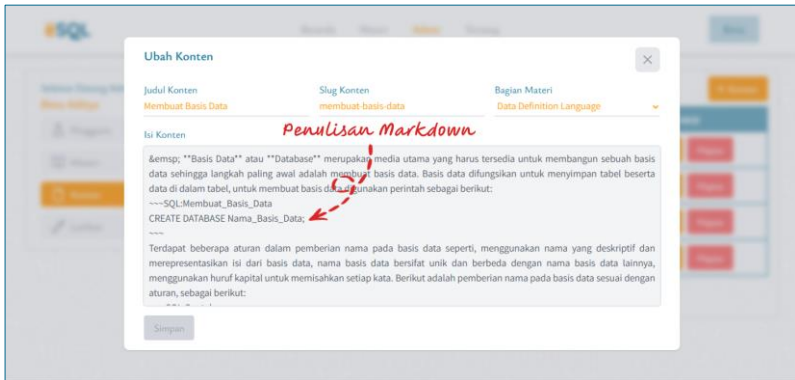 eSQL
Ubah Konten
Judul Konten
Slug Konten
Bagian Materi
Membuat Basis Data
membuat-basis-data
Data Definition Language
Isi Konten
Penulisan Markdown
&emsp; **Basis Data** atau **Database** merupakan media utama yang harus tersedia untuk membangun sebuah basis
data sehingga langkah paling awal adalah membuat basis data. Basis data difungsikan untuk menyimpan tabel beserta
data di dalam tabel, untuk membuat basis data digunakan perintah sebagai berikut:
~~~SQL:Membuat_Basis_Data
CREATE DATABASE Nama_Basis_Data;
~~~
Terdapat beberapa aturan dalam pemberian nama pada basis data seperti, menggunakan nama yang deskriptif dan
merepresentasikan isi dari basis data, nama basis data bersifat unik dan berbeda dengan nama basis data lainnya,
menggunakan huruf kapital untuk memisahkan setiap kata. Berikut adalah pemberian nama pada basis data sesuai dengan
aturan, sebagai berikut:
Simpan